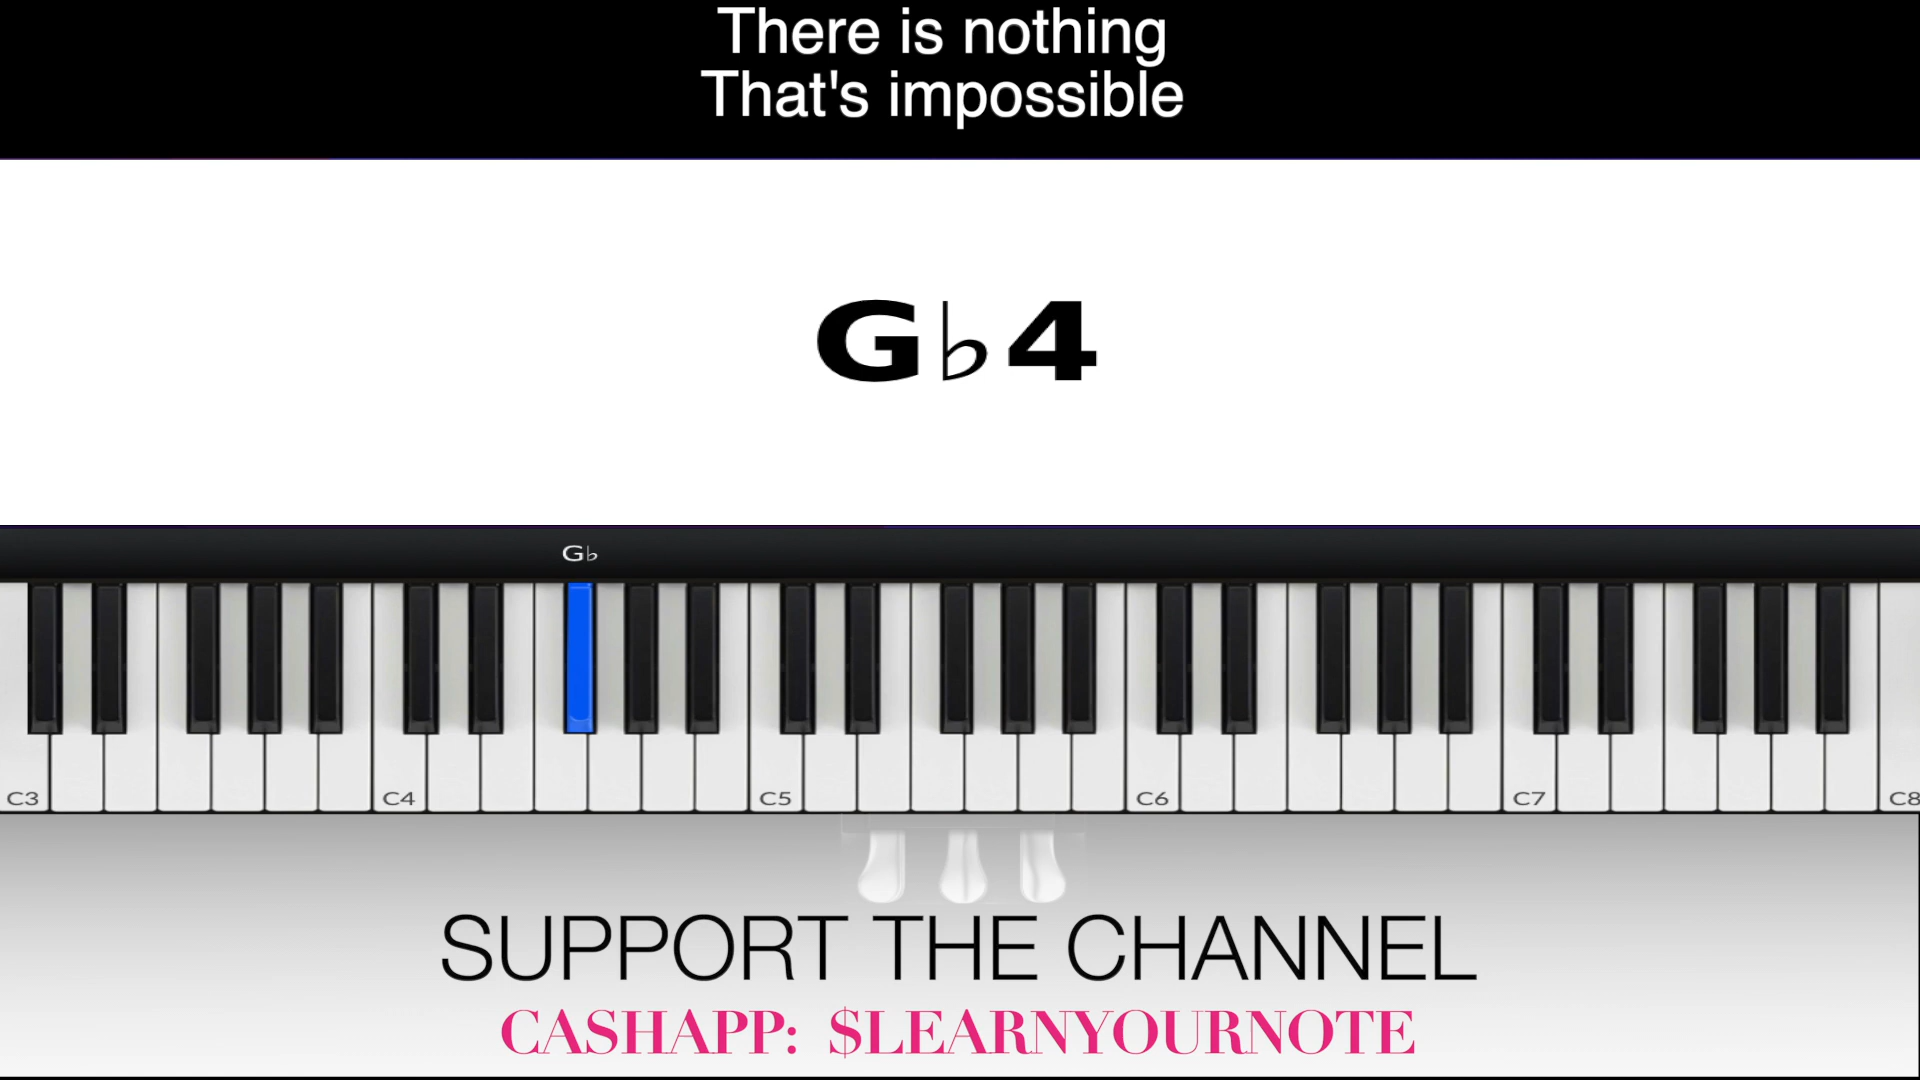 There is nothing
That's impossible
G♭4
G♭
C3 C4 C5 C6 C7 C8
SUPPORT THE CHANNEL
CASHAPP: $LEARNYOURNOTE